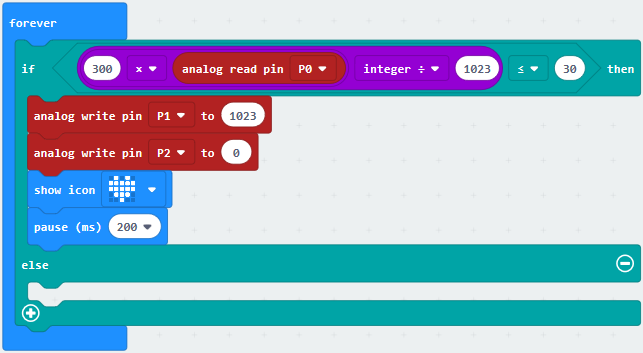 forever
if 300 x analog read pin P0 integer ÷ 1023 ≤ 30 then
analog write pin P1 to 1023
analog write pin P2 to 0
show icon
pause (ms) 200
else